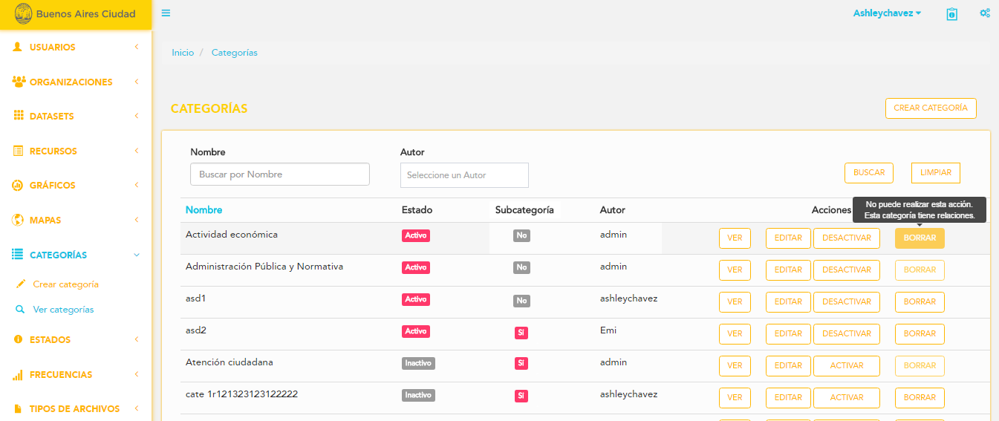 Buenos Aires Ciudad
Ashleychavez
USUARIOS
ORGANIZACIONES
DATASETS
RECURSOS
GRÁFICOS
MAPAS
CATEGORÍAS
Crear categoría
Ver categorías
ESTADOS
FRECUENCIAS
TIPOS DE ARCHIVOS
Inicio / Categorías
CATEGORÍAS
CREAR CATEGORÍA
Nombre Autor
Buscar por Nombre Seleccione un Autor BUSCAR LIMPIAR
No puede realizar esta acción.
Esta categoría tiene relaciones.
Nombre Estado Subcategoría Autor Acciones
Actividad económica Activo No admin VER EDITAR DESACTIVAR BORRAR
Administración Pública y Normativa Activo No admin VER EDITAR DESACTIVAR BORRAR
asd1 Activo No ashleychavez VER EDITAR DESACTIVAR BORRAR
asd2 Activo Sí Emi VER EDITAR DESACTIVAR BORRAR
Atención ciudadana Inactivo Sí admin VER EDITAR ACTIVAR BORRAR
cate 1r121323123122222 Inactivo Sí ashleychavez VER EDITAR ACTIVAR BORRAR